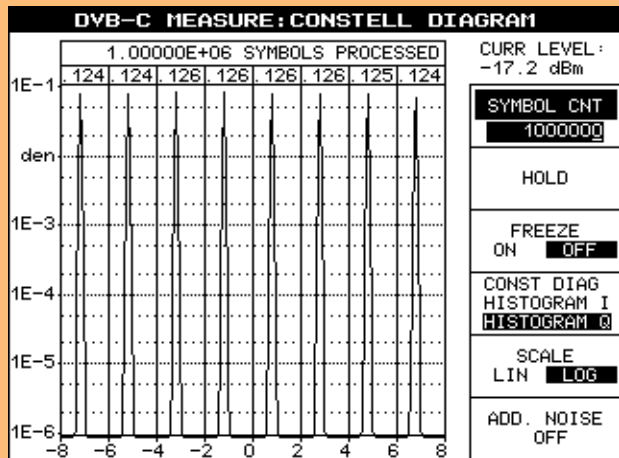 DVB-C MEASURE:CONSTELL DIAGRAM
1.00000E+06 SYMBOLS PROCESSED
.124 .124 .126 .126 .126 .126 .125 .124
1E-1
den
1E-3
1E-4
1E-5
1E-6
-8 -6 -4 -2 0 2 4 6 8
CURR LEVEL:
-17.2 dBm
SYMBOL CNT
1000000
HOLD
FREEZE
ON OFF
CONST DIAG
HISTOGRAM I
HISTOGRAM Q
SCALE
LIN LOG
ADD. NOISE
OFF